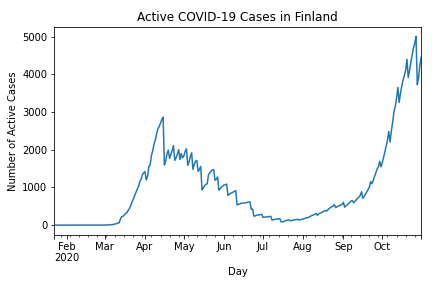 Active COVID-19 Cases in Finland
Number of Active Cases
5000
4000
3000
2000
1000
0
Feb Mar Apr May Jun Jul Aug Sep Oct
2020
Day